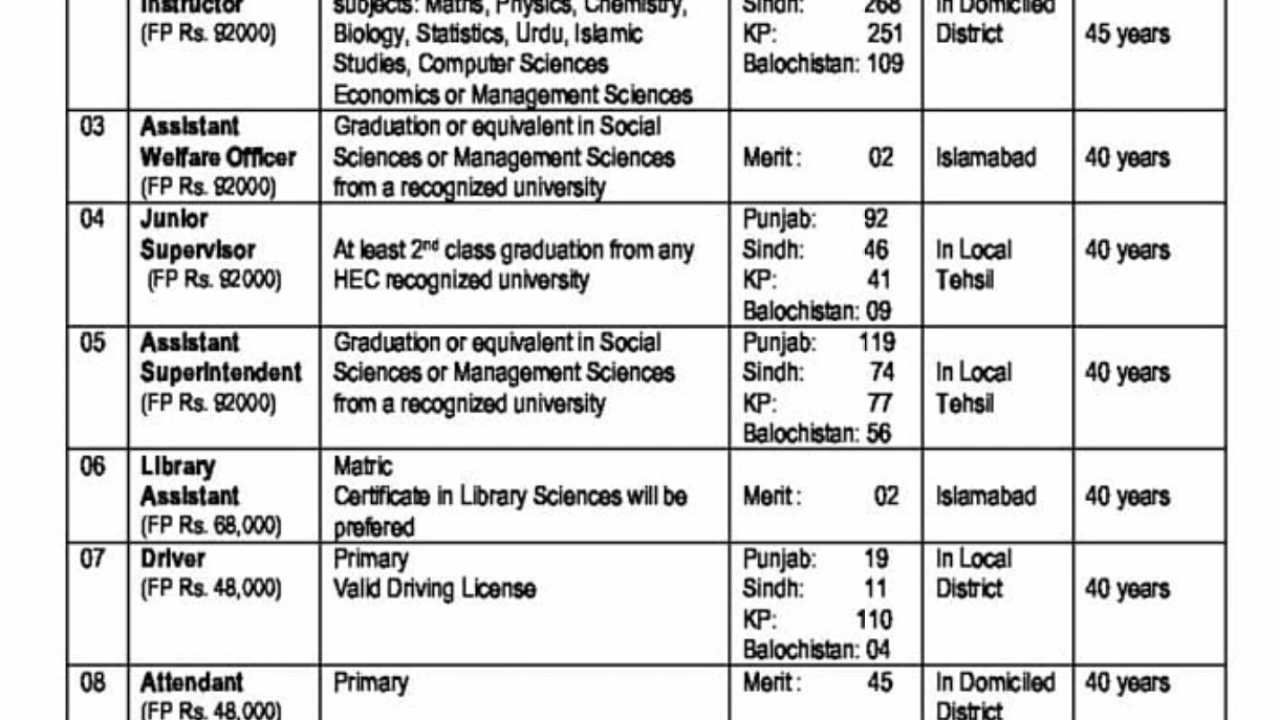 Instructor
(FP Rs. 92000)
subjects: Maths, Physics, Chemistry,
Biology, Statistics, Urdu, Islamic
Studies, Computer Sciences
Economics or Management Sciences
Sindh: 268
KP: 251
Balochistan: 109
In Domiciled
District
45 years
03
Assistant
Welfare Officer
(FP Rs. 92000)
Graduation or equivalent in Social
Sciences or Management Sciences
from a recognized university
Merit: 02
Islamabad
40 years
04
Junior
Supervisor
(FP Rs. 92000)
At least 2nd class graduation from any
HEC recognized university
Punjab: 92
Sindh: 46
KP: 41
Balochistan: 09
In Local
Tehsil
40 years
05
Assistant
Superintendent
(FP Rs. 92000)
Graduation or equivalent in Social
Sciences or Management Sciences
from a recognized university
Punjab: 119
Sindh: 74
KP: 77
Balochistan: 56
In Local
Tehsil
40 years
06
Library
Assistant
(FP Rs. 68,000)
Matric
Certificate in Library Sciences will be
prefered
Merit: 02
Islamabad
40 years
07
Driver
(FP Rs. 48,000)
Primary
Valid Driving License
Punjab: 19
Sindh: 11
KP: 110
Balochistan: 04
In Local
District
40 years
08
Attendant
(FP Rs. 48,000)
Primary
Merit: 45
In Domiciled
District
40 years